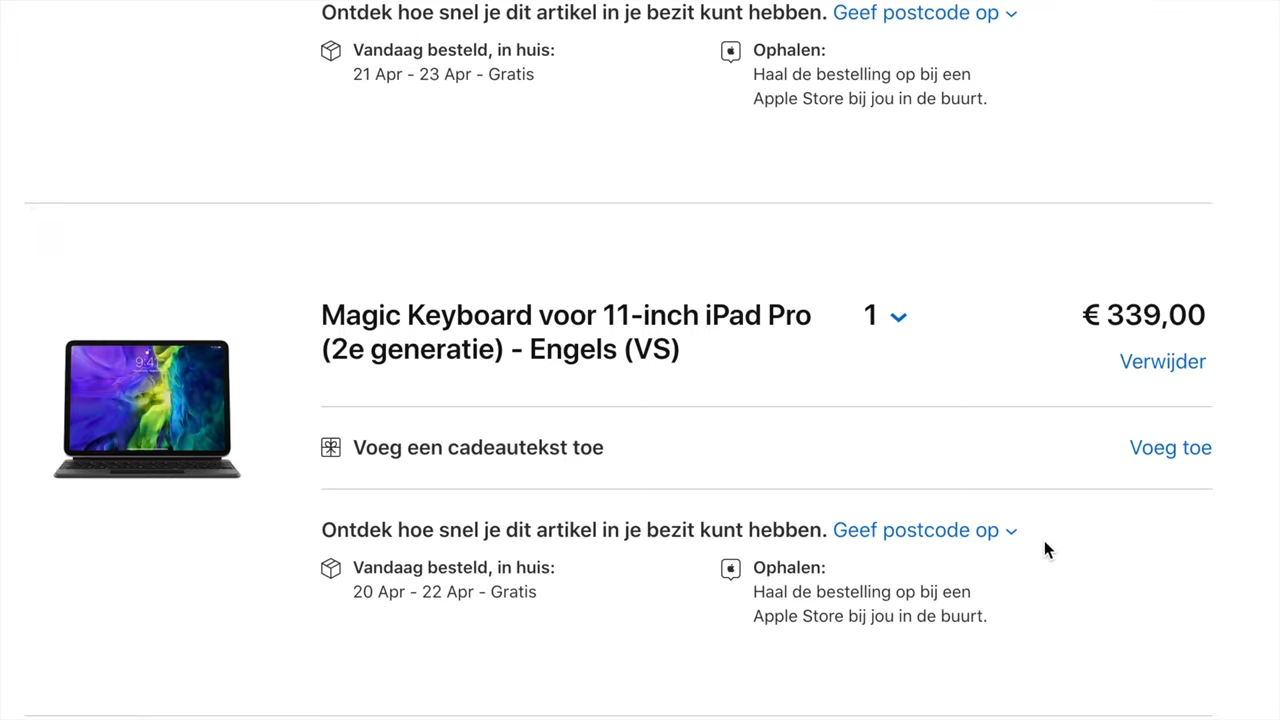 Ontdek hoe snel je dit artikel in je bezit kunt hebben. Geef postcode op
Vandaag besteld, in huis:
21 Apr - 23 Apr - Gratis
Ophalen:
Haal de bestelling op bij een
Apple Store bij jou in de buurt.
Magic Keyboard voor 11-inch iPad Pro
(2e generatie) - Engels (VS)
1
€ 339,00
Verwijder
9:41
Voeg een cadeautekst toe
Voeg toe
Ontdek hoe snel je dit artikel in je bezit kunt hebben. Geef postcode op
Vandaag besteld, in huis:
20 Apr - 22 Apr - Gratis
Ophalen:
Haal de bestelling op bij een
Apple Store bij jou in de buurt.